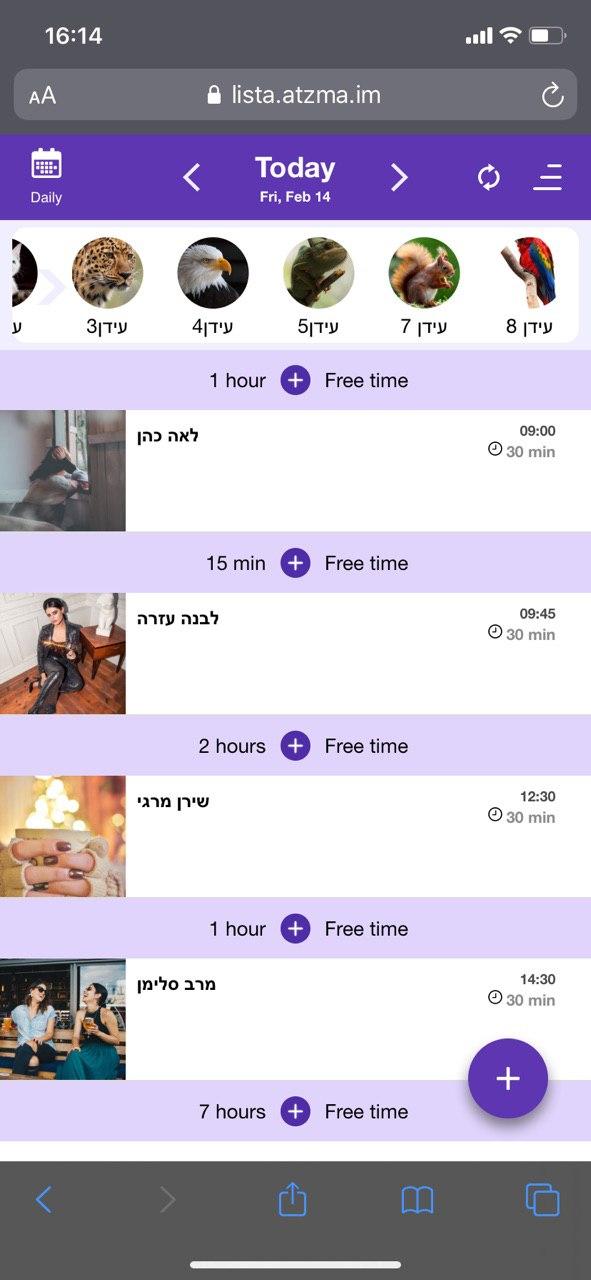 16:14
AA
lista.atzma.im
Daily
Today
Fri, Feb 14
ע
עידן3
עידן4
עידן5
עידן 7
עידן 8
1 hour + Free time
לאה כהן
09:00
30 min
15 min + Free time
לבנה עזרה
09:45
30 min
2 hours + Free time
שירן מרגי
12:30
30 min
1 hour + Free time
מרב סלימן
14:30
30 min
+
7 hours + Free time